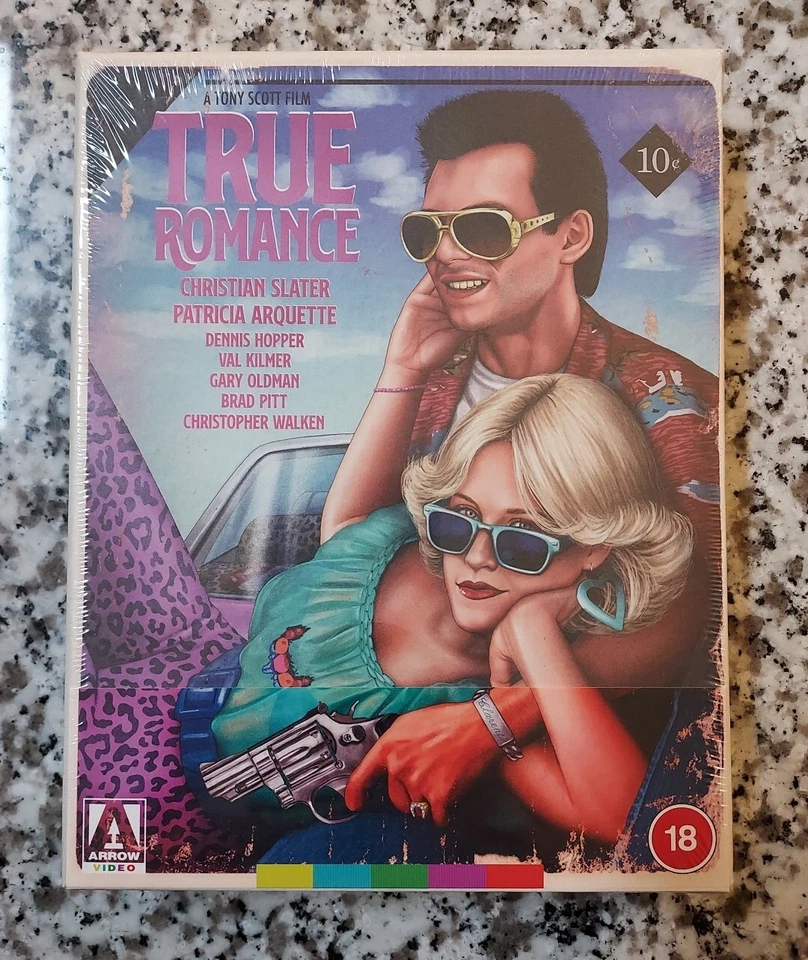 A TONY SCOTT FILM
TRUE
ROMANCE
10¢
CHRISTIAN SLATER
PATRICIA ARQUETTE
DENNIS HOPPER
VAL KILMER
GARY OLDMAN
BRAD PITT
CHRISTOPHER WALKEN
Clarence
ARROW
VIDEO
18